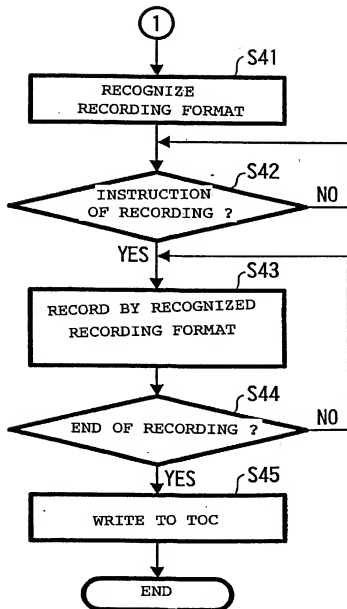 1
S41
RECOGNIZE
RECORDING FORMAT
S42
INSTRUCTION
OF RECORDING ?
NO
YES
S43
RECORD BY RECOGNIZED
RECORDING FORMAT
S44
END OF RECORDING ?
NO
YES
S45
WRITE TO TOC
END